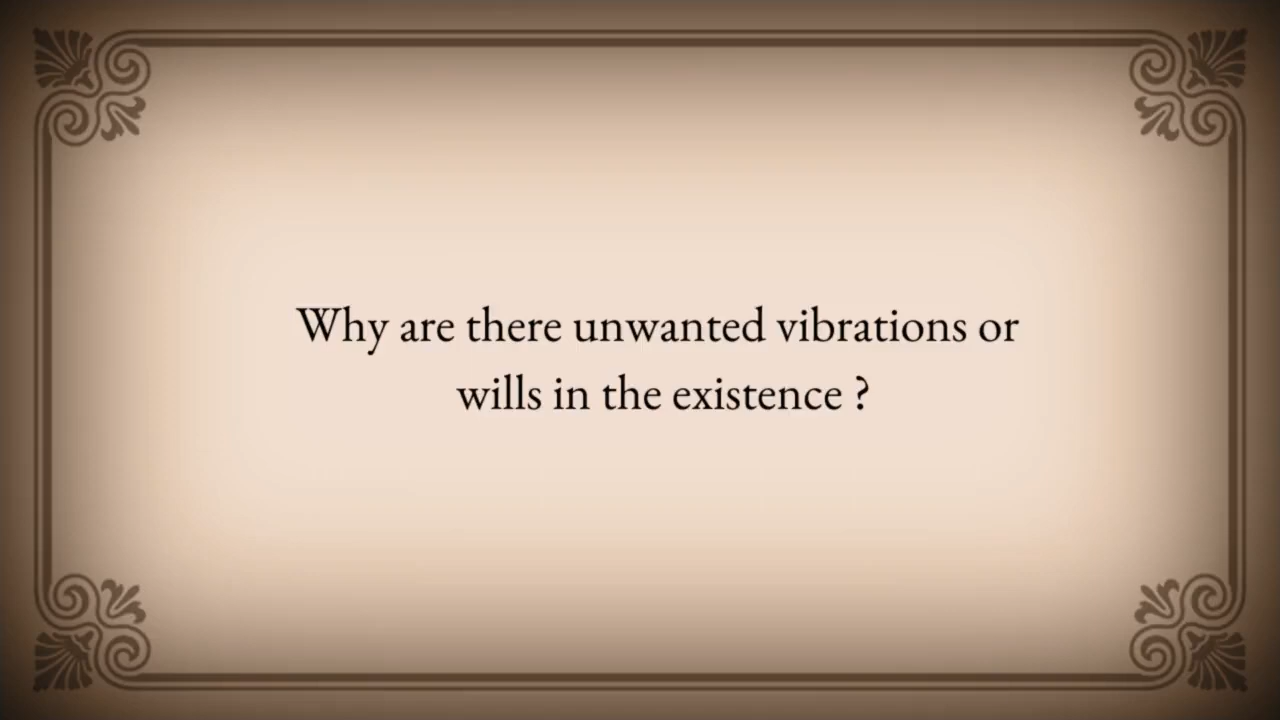 Why are there unwanted vibrations or
wills in the existence ?